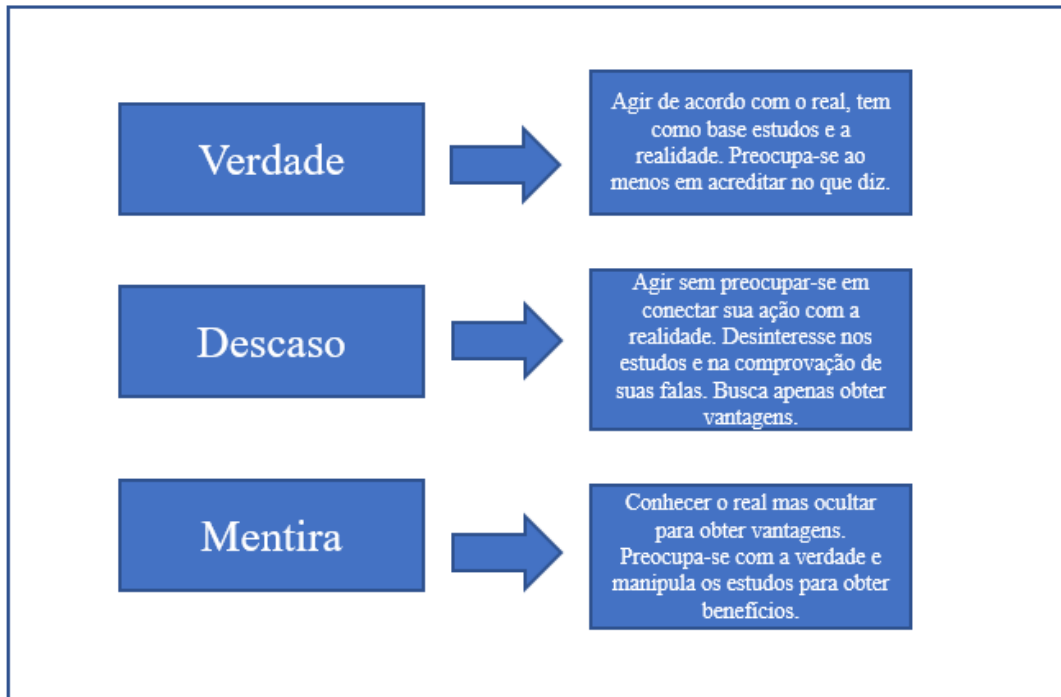 Verdade
Agir de acordo com o real, tem
como base estudos e a
realidade. Preocupa-se ao
menos em acreditar no que diz.
Descaso
Agir sem preocupar-se em
conectar sua ação com a
realidade. Desinteresse nos
estudos e na comprovação de
suas falas. Busca apenas obter
vantagens.
Mentira
Conhecer o real mas ocultar
para obter vantagens.
Preocupa-se com a verdade e
manipula os estudos para obter
benefícios.